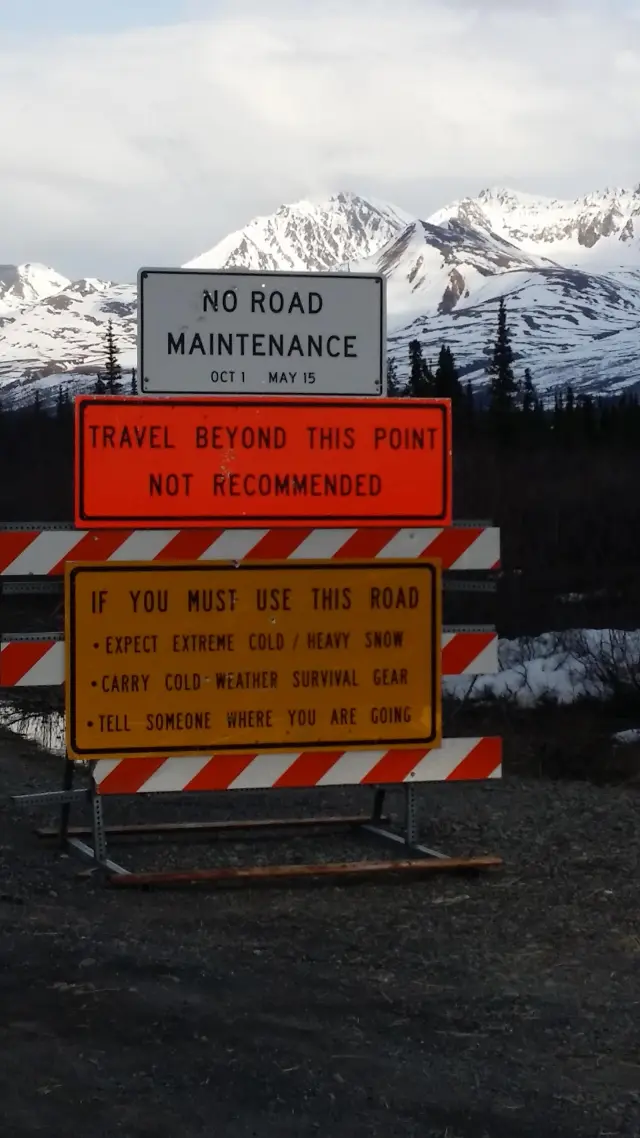 NO ROAD
MAINTENANCE
OCT 1 MAY 15
TRAVEL BEYOND THIS POINT
NOT RECOMMENDED
IF YOU MUST USE THIS ROAD
• EXPECT EXTREME COLD / HEAVY SNOW
• CARRY COLD-WEATHER SURVIVAL GEAR
• TELL SOMEONE WHERE YOU ARE GOING